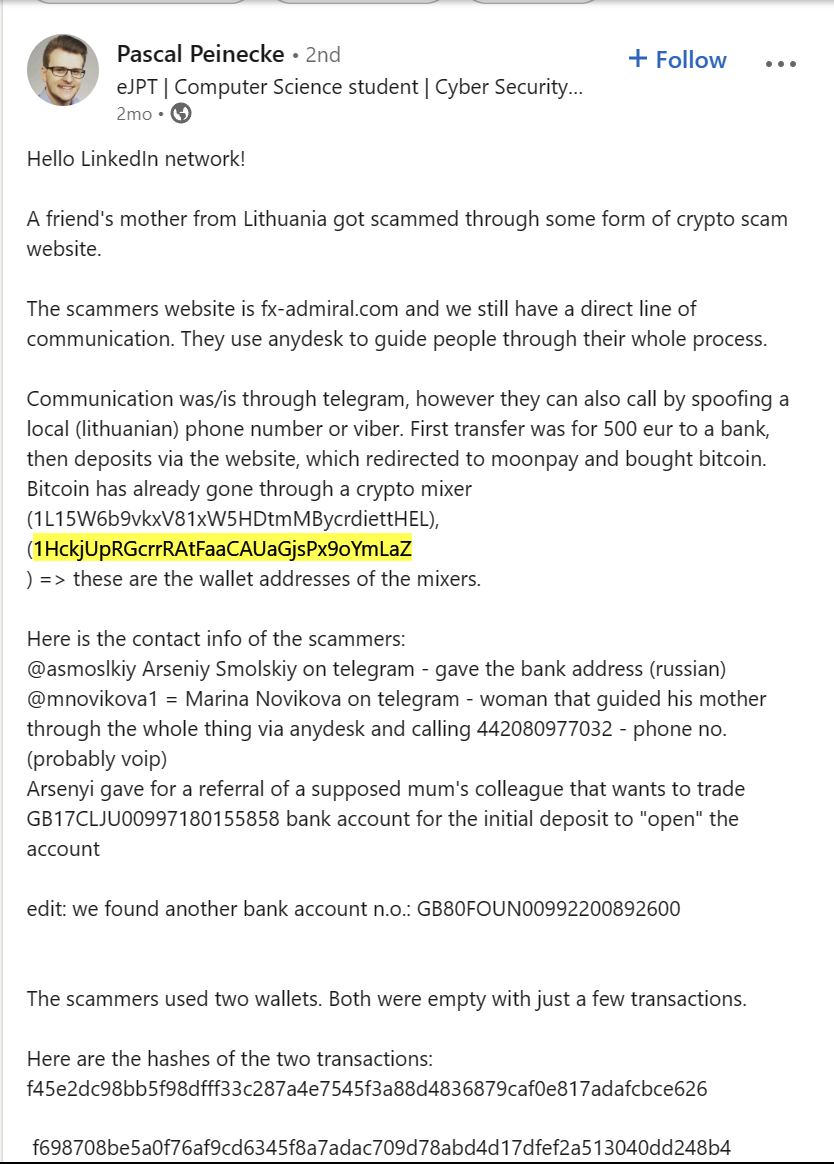 Pascal Peinecke • 2nd
+ Follow
eJPT | Computer Science student | Cyber Security...
2mo •
Hello LinkedIn network!
A friend's mother from Lithuania got scammed through some form of crypto scam
website.
The scammers website is fx-admiral.com and we still have a direct line of
communication. They use anydesk to guide people through their whole process.
Communication was/is through telegram, however they can also call by spoofing a
local (lithuanian) phone number or viber. First transfer was for 500 eur to a bank,
then deposits via the website, which redirected to moonpay and bought bitcoin.
Bitcoin has already gone through a crypto mixer
(1L15W6b9vkxV81xW5HDtmMBycrdiettHEL),
(1HckjUpRGcrrRAtFaaCAUaGjsPx9oYmLaZ
) => these are the wallet addresses of the mixers.
Here is the contact info of the scammers:
@asmoslkiy Arseniy Smolskiy on telegram - gave the bank address (russian)
@mnovikova1 = Marina Novikova on telegram - woman that guided his mother
through the whole thing via anydesk and calling 442080977032 - phone no.
(probably voip)
Arsenyi gave for a referral of a supposed mum's colleague that wants to trade
GB17CLJU00997180155858 bank account for the initial deposit to "open" the
account
edit: we found another bank account n.o.: GB80FOUN00992200892600
The scammers used two wallets. Both were empty with just a few transactions.
Here are the hashes of the two transactions:
f45e2dc98bb5f98dfff33c287a4e7545f3a88d4836879caf0e817adafcbce626
f698708be5a0f76af9cd6345f8a7adac709d78abd4d17dfef2a513040dd248b4